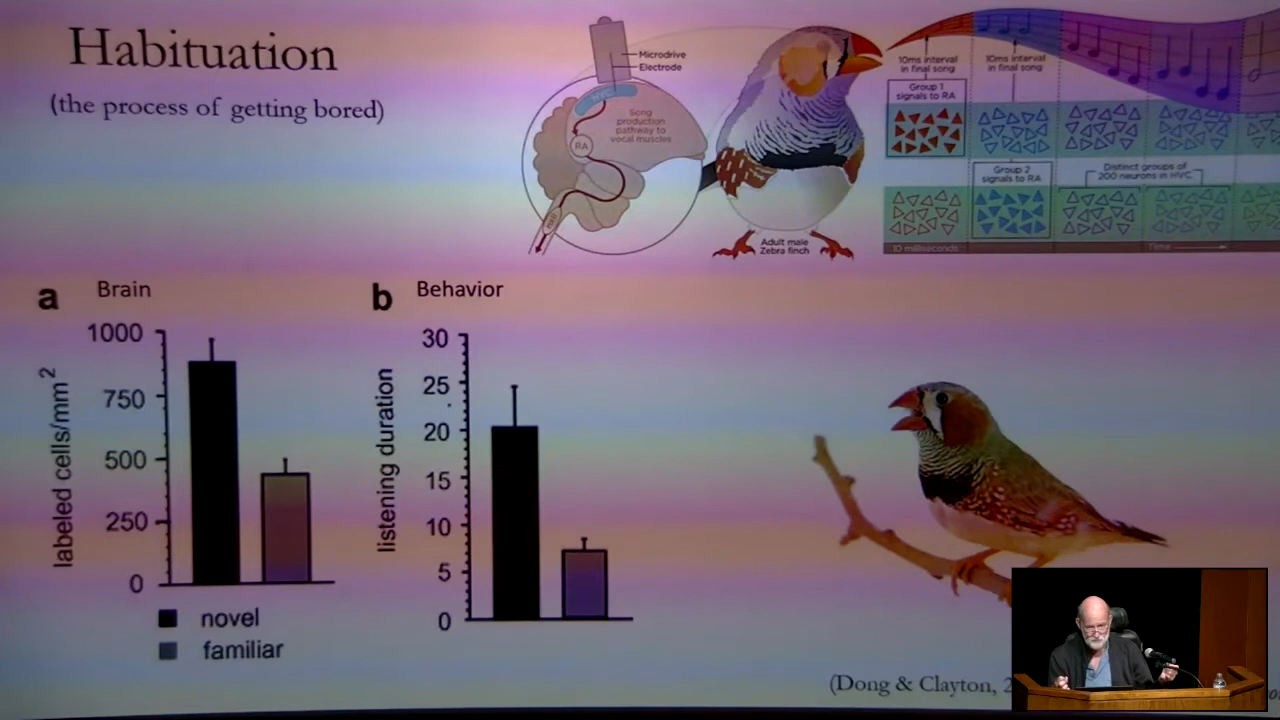 Habituation
(the process of getting bored)
Microdrive
Electrode
HVC
Song
production
pathway to
vocal muscles
RA
Adult male
Zebra finch
10ms interval
in final song
10ms interval
in final song
Group 1
signals to RA
Group 2
signals to RA
Distinct groups of
200 neurons in HVC
10 milliseconds
Time
a Brain
1000
750
500
250
0
labeled cells/mm2
novel
familiar
b Behavior
30
25
20
15
10
5
0
listening duration
(Dong & Clayton, 2